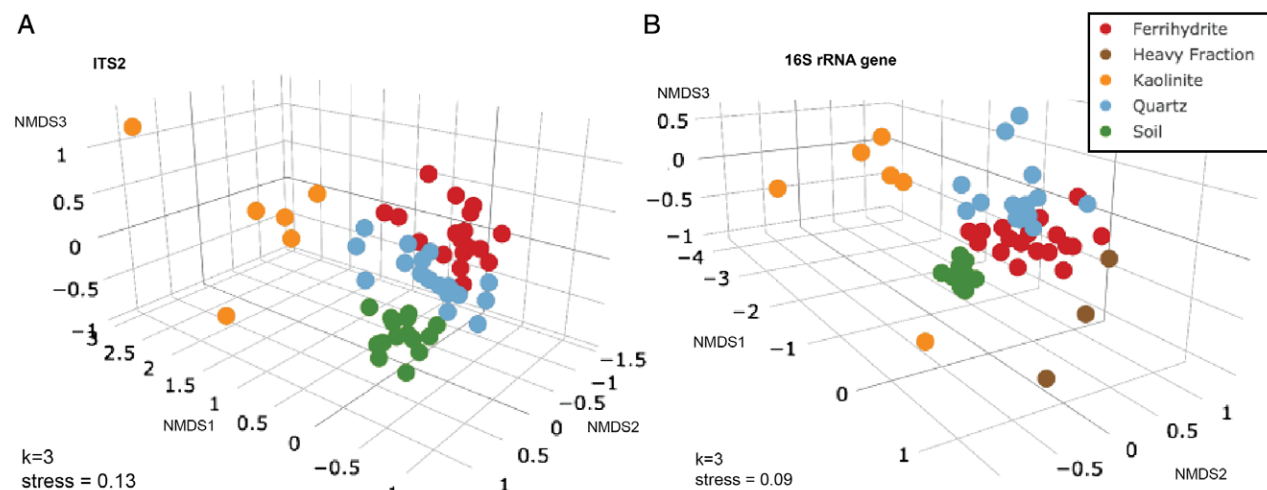 A
ITS2
NMDS3
1
0.5
0
−0.5
−1
3
2.5
2
1.5
1
0.5
0
−0.5
NMDS1
−1.5
−1
−0.5
0
0.5
1
NMDS2
k=3
stress = 0.13
B
16S rRNA gene
NMDS3
0.5
0
−0.5
−1
−4
−3
−2
−1
0
1
NMDS1
1
0.5
0
−0.5
NMDS2
k=3
stress = 0.09
Ferrihydrite
Heavy Fraction
Kaolinite
Quartz
Soil